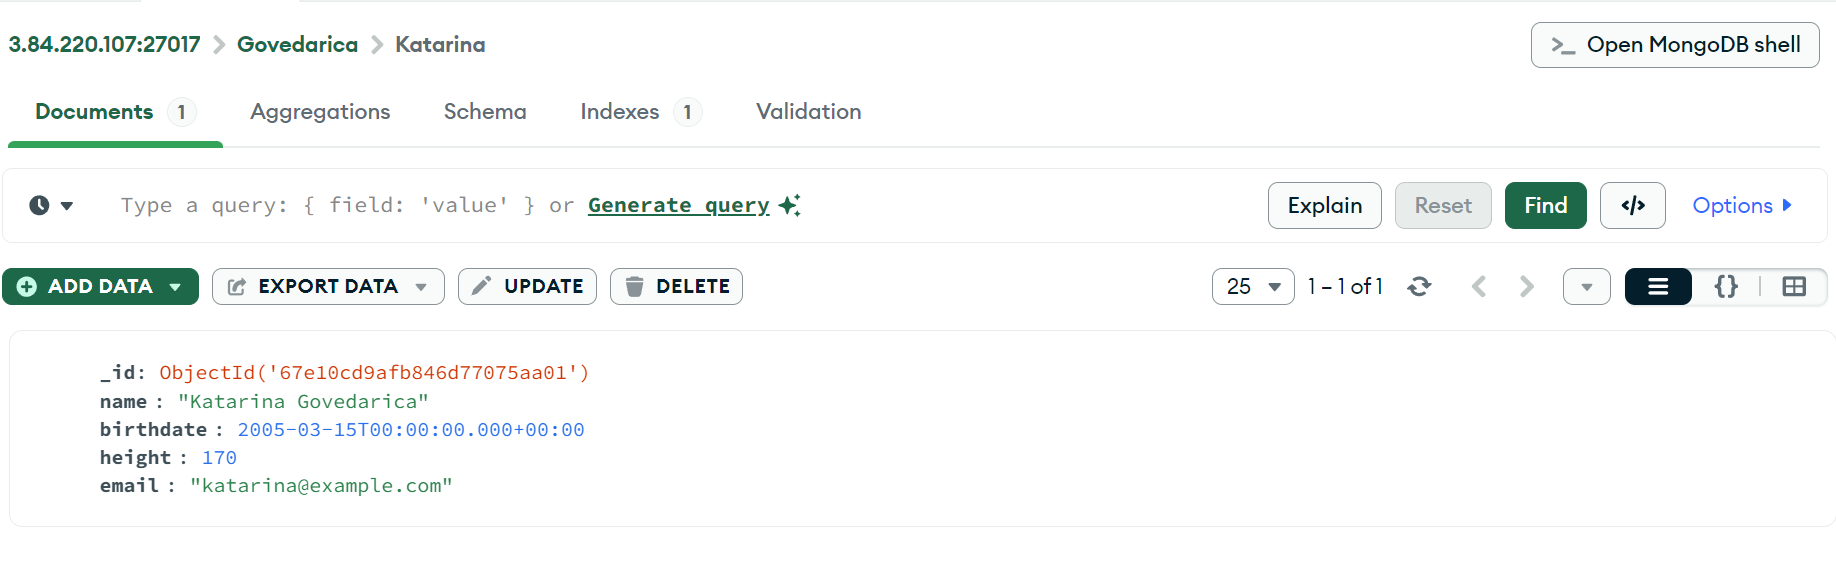 3.84.220.107:27017 > Govedarica > Katarina
>_ Open MongoDB shell
Documents 1 Aggregations Schema Indexes 1 Validation
Type a query: { field: 'value' } or Generate query
Explain Reset Find </> Options
ADD DATA EXPORT DATA UPDATE DELETE 25 1 – 1 of 1 {}
_id: ObjectId('67e10cd9afb846d77075aa01')
name : "Katarina Govedarica"
birthdate : 2005-03-15T00:00:00.000+00:00
height : 170
email : "katarina@example.com"